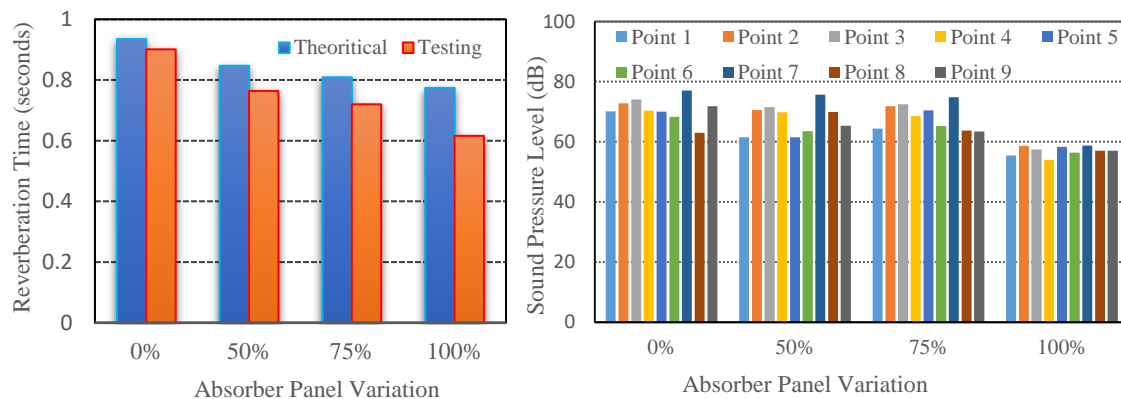 Reverberation Time (seconds)
1
0.8
0.6
0.4
0.2
0
Theoritical Testing
0% 50% 75% 100%
Absorber Panel Variation
Sound Pressure Level (dB)
100
80
60
40
20
0
Point 1 Point 2 Point 3 Point 4 Point 5
Point 6 Point 7 Point 8 Point 9
0% 50% 75% 100%
Absorber Panel Variation